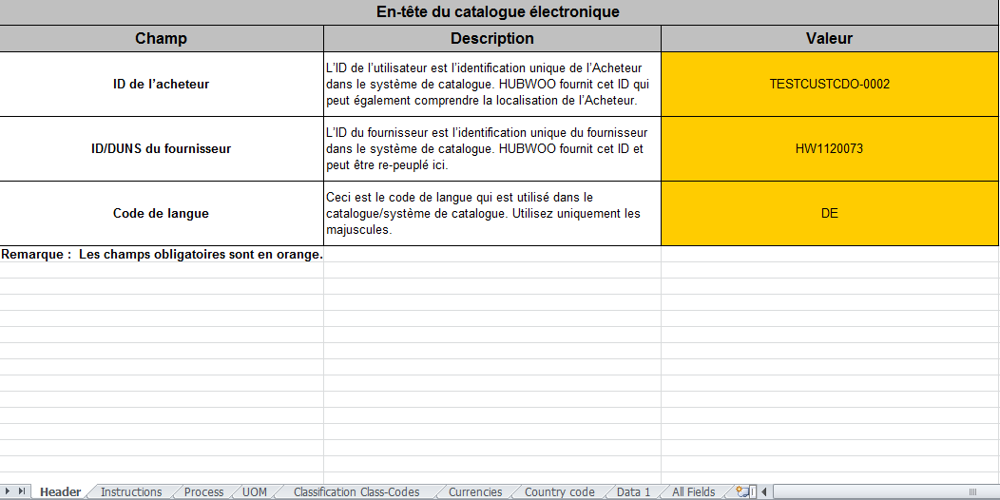 En-tête du catalogue électronique
Champ Description Valeur
ID de l’acheteur
L’ID de l’utilisateur est l’identification unique de l’Acheteur
dans le système de catalogue. HUBWOO fournit cet ID qui
peut également comprendre la localisation de l’Acheteur.
TESTCUSTCDO-0002
ID/DUNS du fournisseur
L’ID du fournisseur est l’identification unique du fournisseur
dans le système de catalogue. HUBWOO fournit cet ID et
peut être re-peuplé ici.
HW1120073
Code de langue
Ceci est le code de langue qui est utilisé dans le
catalogue/système de catalogue. Utilisez uniquement les
majuscules.
DE
Remarque : Les champs obligatoires sont en orange.
Header Instructions Process UOM Classification Class-Codes Currencies Country code Data 1 All Fields